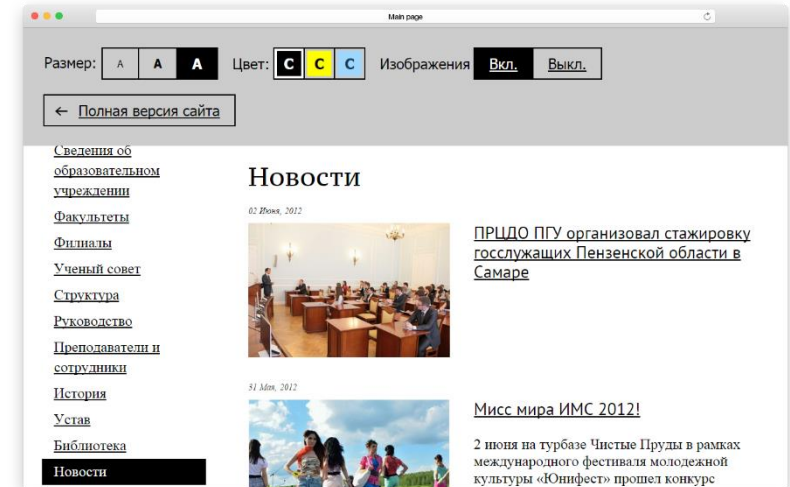 Main page
Размер: A A A Цвет: C C C Изображения Вкл. Выкл.
← Полная версия сайта
Сведения об
образовательном
учреждении
Факультеты
Филиалы
Ученый совет
Структура
Руководство
Преподаватели и
сотрудники
История
Устав
Библиотека
Новости
Новости
02 Июня, 2012
ПРЦДО ПГУ организовал стажировку
госслужащих Пензенской области в
Самаре
31 Мая, 2012
Мисс мира ИМС 2012!
2 июня на турбазе Чистые Пруды в рамках
международного фестиваля молодежной
культуры «Юнифест» прошел конкурс